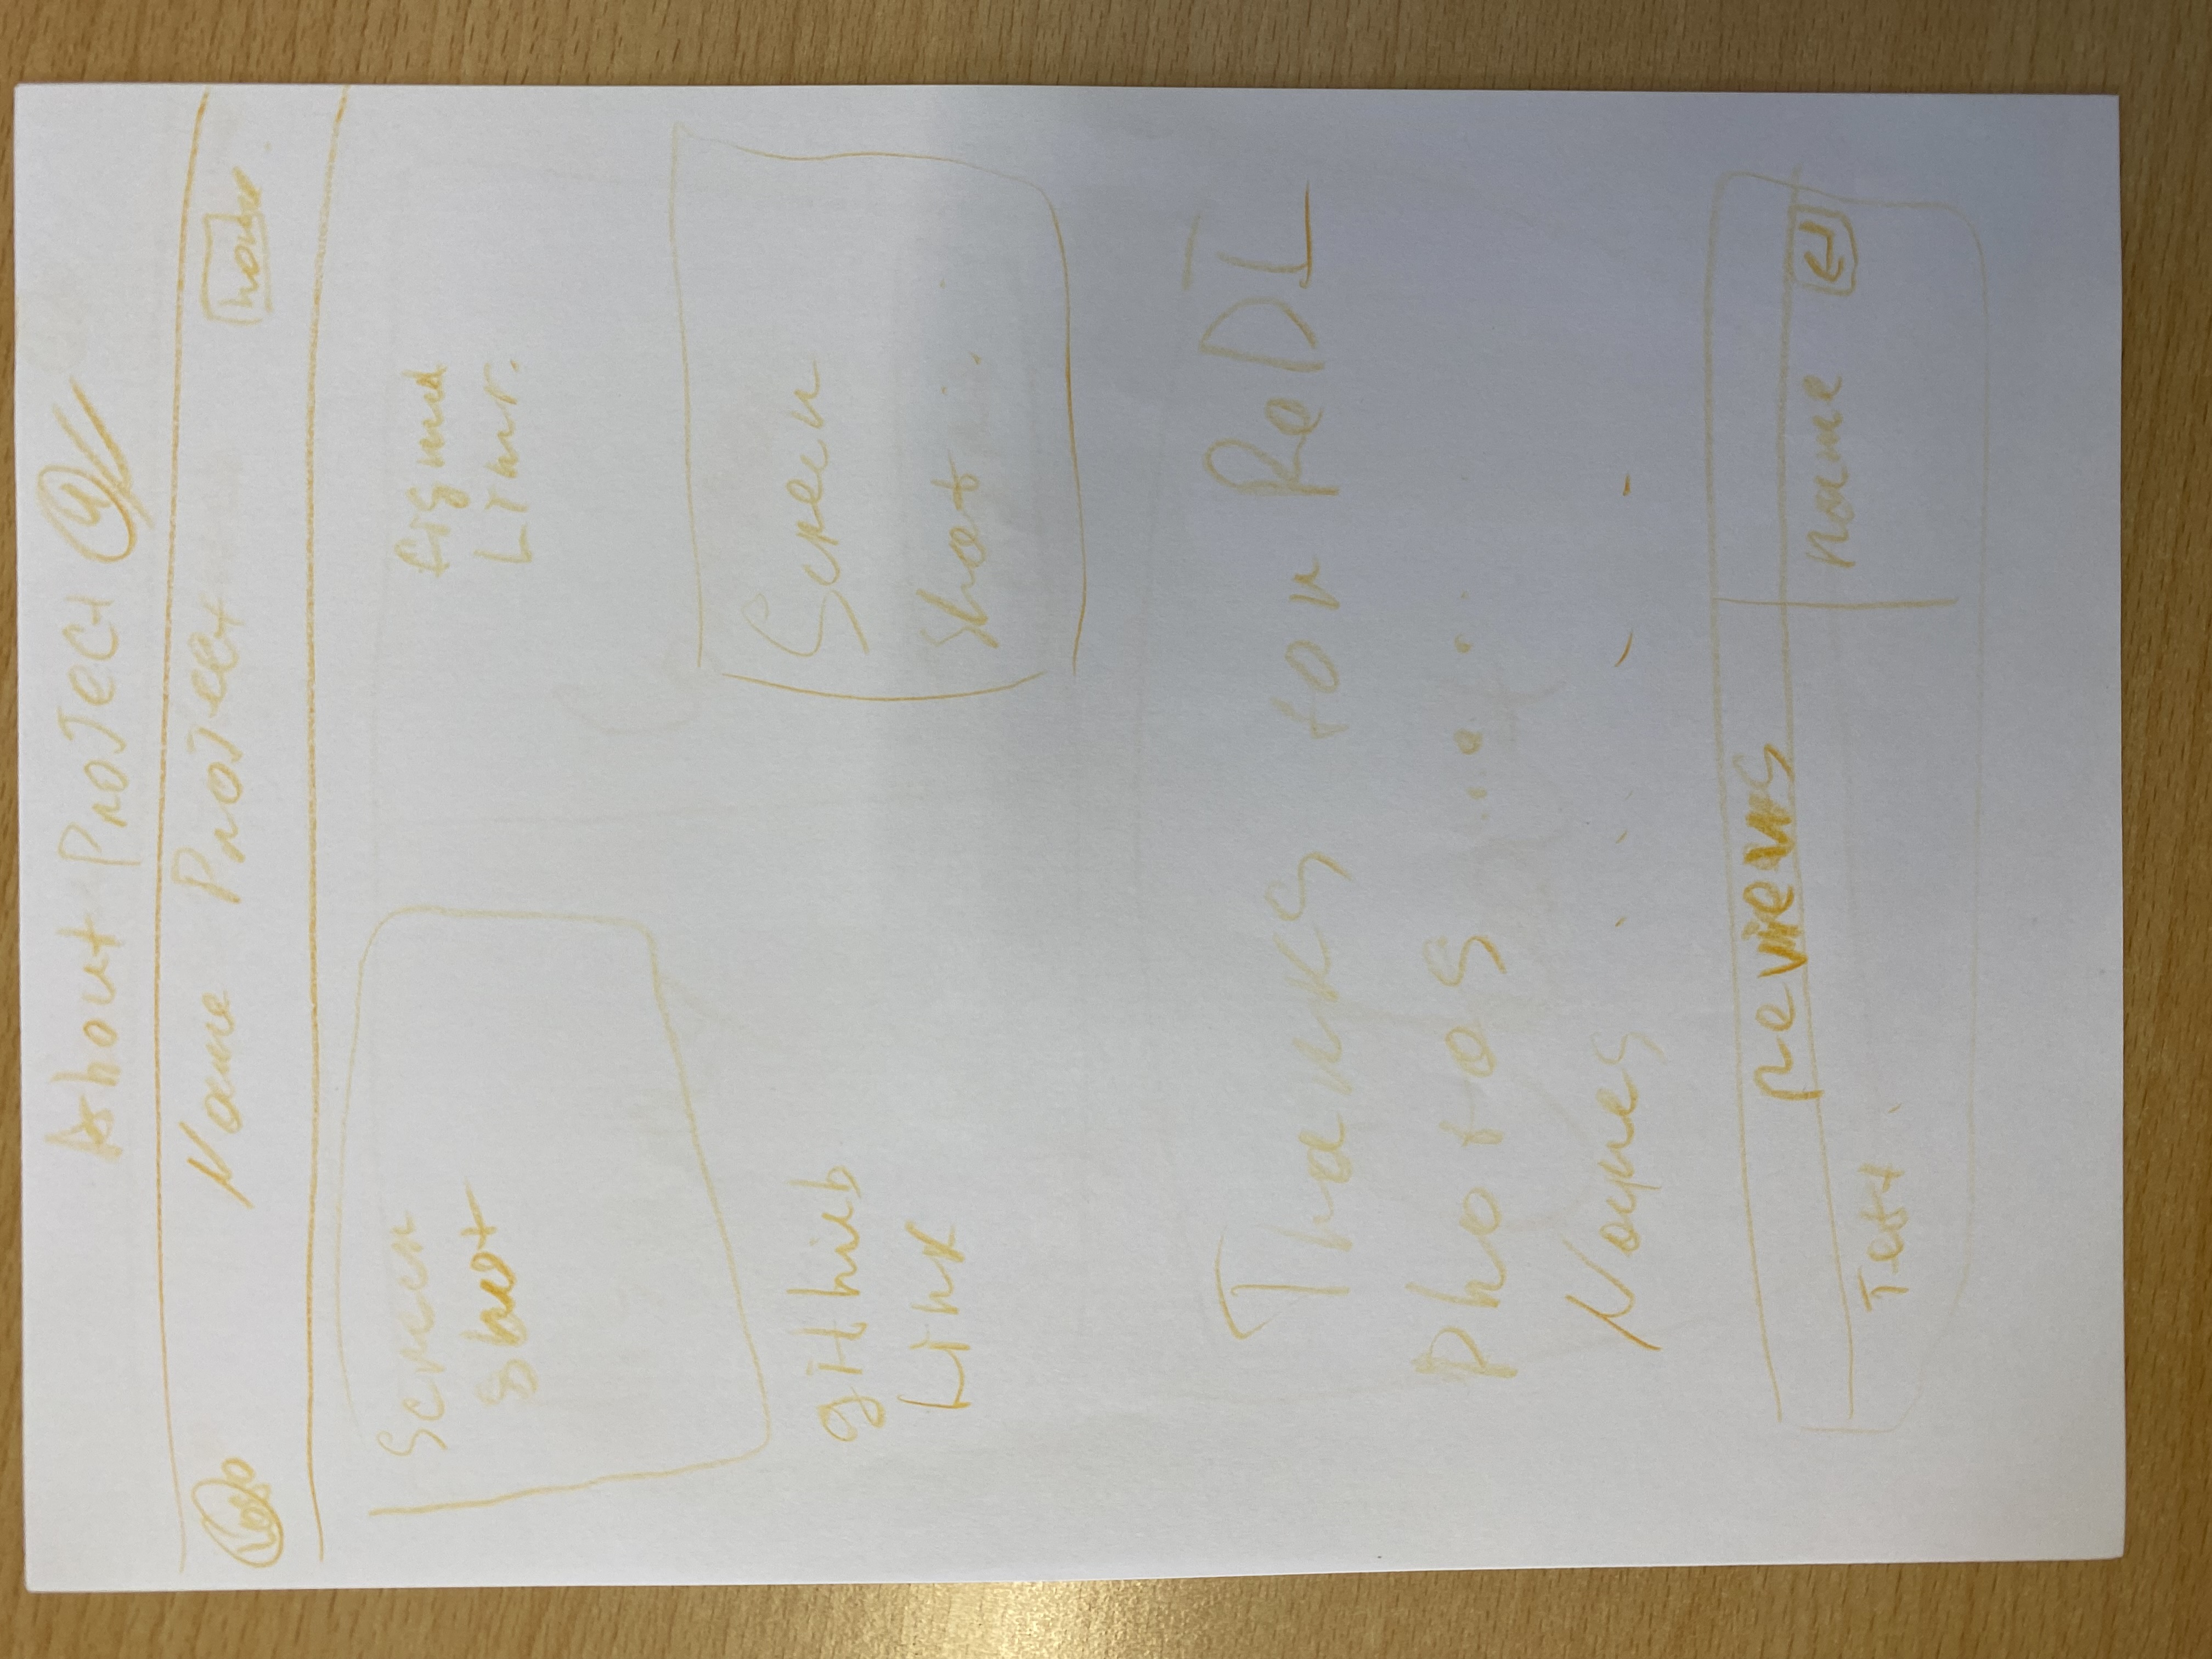 About Project 4
Logo Name Project home
Screen
Shot
figma
Link.
github
Link
Screen
Shot...
Thanks for ReDI
Photos .....
Names .....
reviews
Text.
name